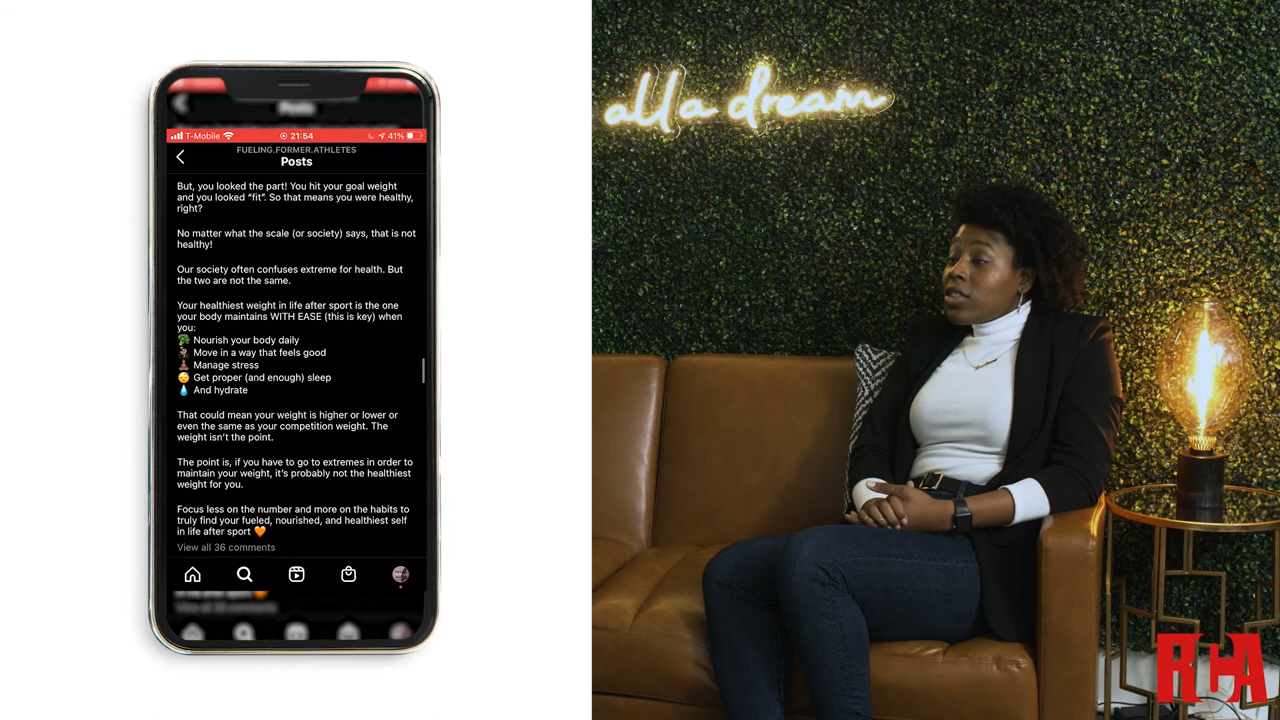 T-Mobile
21:54
41%
FUELING.FORMER.ATHLETES
Posts
But, you looked the part! You hit your goal weight
and you looked "fit". So that means you were healthy,
right?
No matter what the scale (or society) says, that is not
healthy!
Our society often confuses extreme for health. But
the two are not the same.
Your healthiest weight in life after sport is the one
your body maintains WITH EASE (this is key) when
you:
Nourish your body daily
Move in a way that feels good
Manage stress
Get proper (and enough) sleep
And hydrate
That could mean your weight is higher or lower or
even the same as your competition weight. The
weight isn't the point.
The point is, if you have to go to extremes in order to
maintain your weight, it's probably not the healthiest
weight for you.
Focus less on the number and more on the habits to
truly find your fueled, nourished, and healthiest self
in life after sport 🧡
View all 36 comments
all a dream
RCA